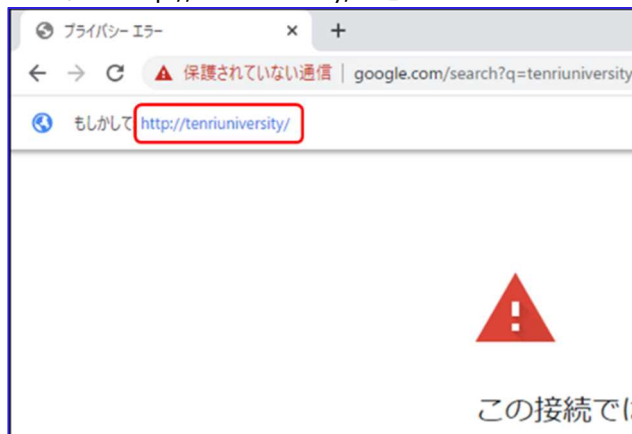 プライバシー エラー
保護されていない通信 | google.com/search?q=tenriuniversity
もしかして http://tenriuniversity/
この接続では